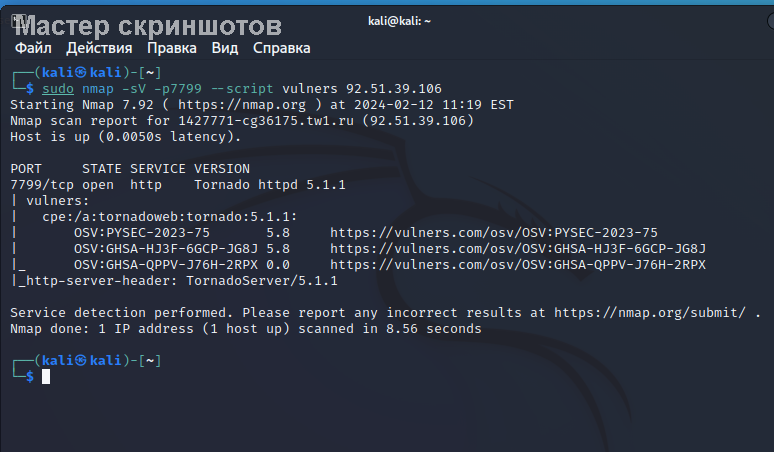 Мастер скриншотов
kali@kali: ~
Файл Действия Правка Вид Справка
┌──(kali㉿kali)-[~]
└─$ sudo nmap -sV -p7799 --script vulners 92.51.39.106
Starting Nmap 7.92 ( https://nmap.org ) at 2024-02-12 11:19 EST
Nmap scan report for 1427771-cg36175.tw1.ru (92.51.39.106)
Host is up (0.0050s latency).
PORT     STATE SERVICE VERSION
7799/tcp open  http    Tornado httpd 5.1.1
| vulners:
|   cpe:/a:tornadoweb:tornado:5.1.1:
|       OSV:PYSEC-2023-75       5.8     https://vulners.com/osv/OSV:PYSEC-2023-75
|       OSV:GHSA-HJ3F-6GCP-JG8J 5.8     https://vulners.com/osv/OSV:GHSA-HJ3F-6GCP-JG8J
|_      OSV:GHSA-QPPV-J76H-2RPX 0.0     https://vulners.com/osv/OSV:GHSA-QPPV-J76H-2RPX
|_http-server-header: TornadoServer/5.1.1
Service detection performed. Please report any incorrect results at https://nmap.org/submit/ .
Nmap done: 1 IP address (1 host up) scanned in 8.56 seconds
┌──(kali㉿kali)-[~]
└─$